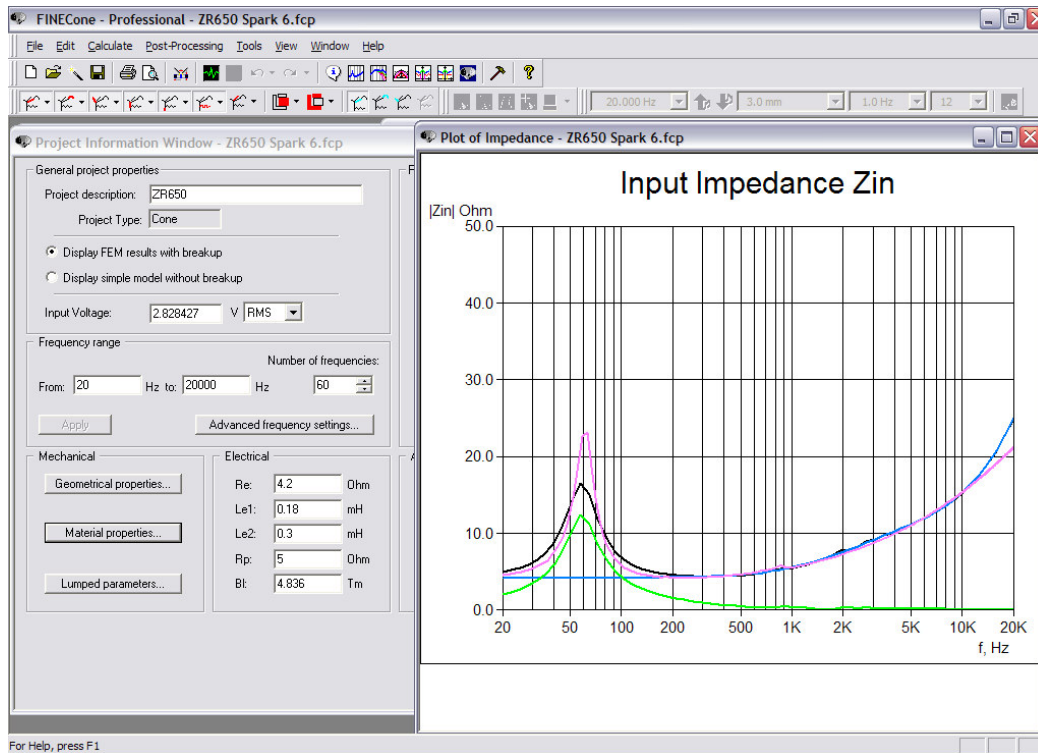 FINECone - Professional - ZR650 Spark 6.fcp
File Edit Calculate Post-Processing Tools View Window Help
20.000 Hz 3.0 mm 1.0 Hz 12
Project Information Window - ZR650 Spark 6.fcp
General project properties
Project description: ZR650
Project Type: Cone
Display FEM results with breakup
Display simple model without breakup
Input Voltage: 2.828427 V RMS
Frequency range
Number of frequencies:
From: 20 Hz to: 20000 Hz 60
Apply Advanced frequency settings...
Mechanical
Geometrical properties...
Material properties...
Lumped parameters...
Electrical
Re: 4.2 Ohm
Le1: 0.18 mH
Le2: 0.3 mH
Rp: 5 Ohm
Bl: 4.836 Tm
F
A
Plot of Impedance - ZR650 Spark 6.fcp
Input Impedance Zin
|Zin| Ohm
50.0
40.0
30.0
20.0
10.0
0.0
20 50 100 200 500 1K 2K 5K 10K 20K
f, Hz
For Help, press F1